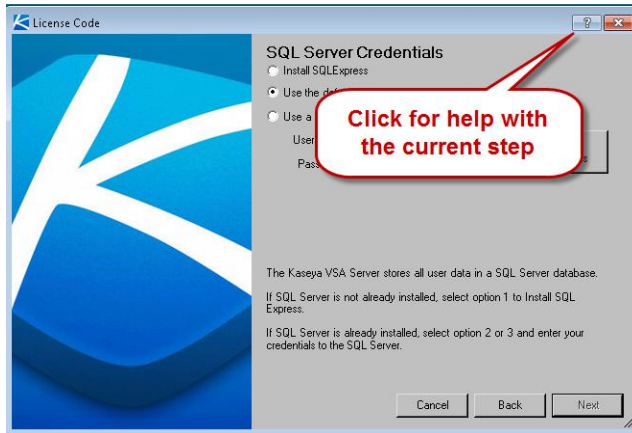 License Code
SQL Server Credentials
Install SQLExpress
Use the
Use a
Click for help with
the current step
The Kaseya VSA Server stores all user data in a SQL Server database.
If SQL Server is not already installed, select option 1 to Install SQL
Express.
If SQL Server is already installed, select option 2 or 3 and enter your
credentials to the SQL Server.
Cancel Back Next